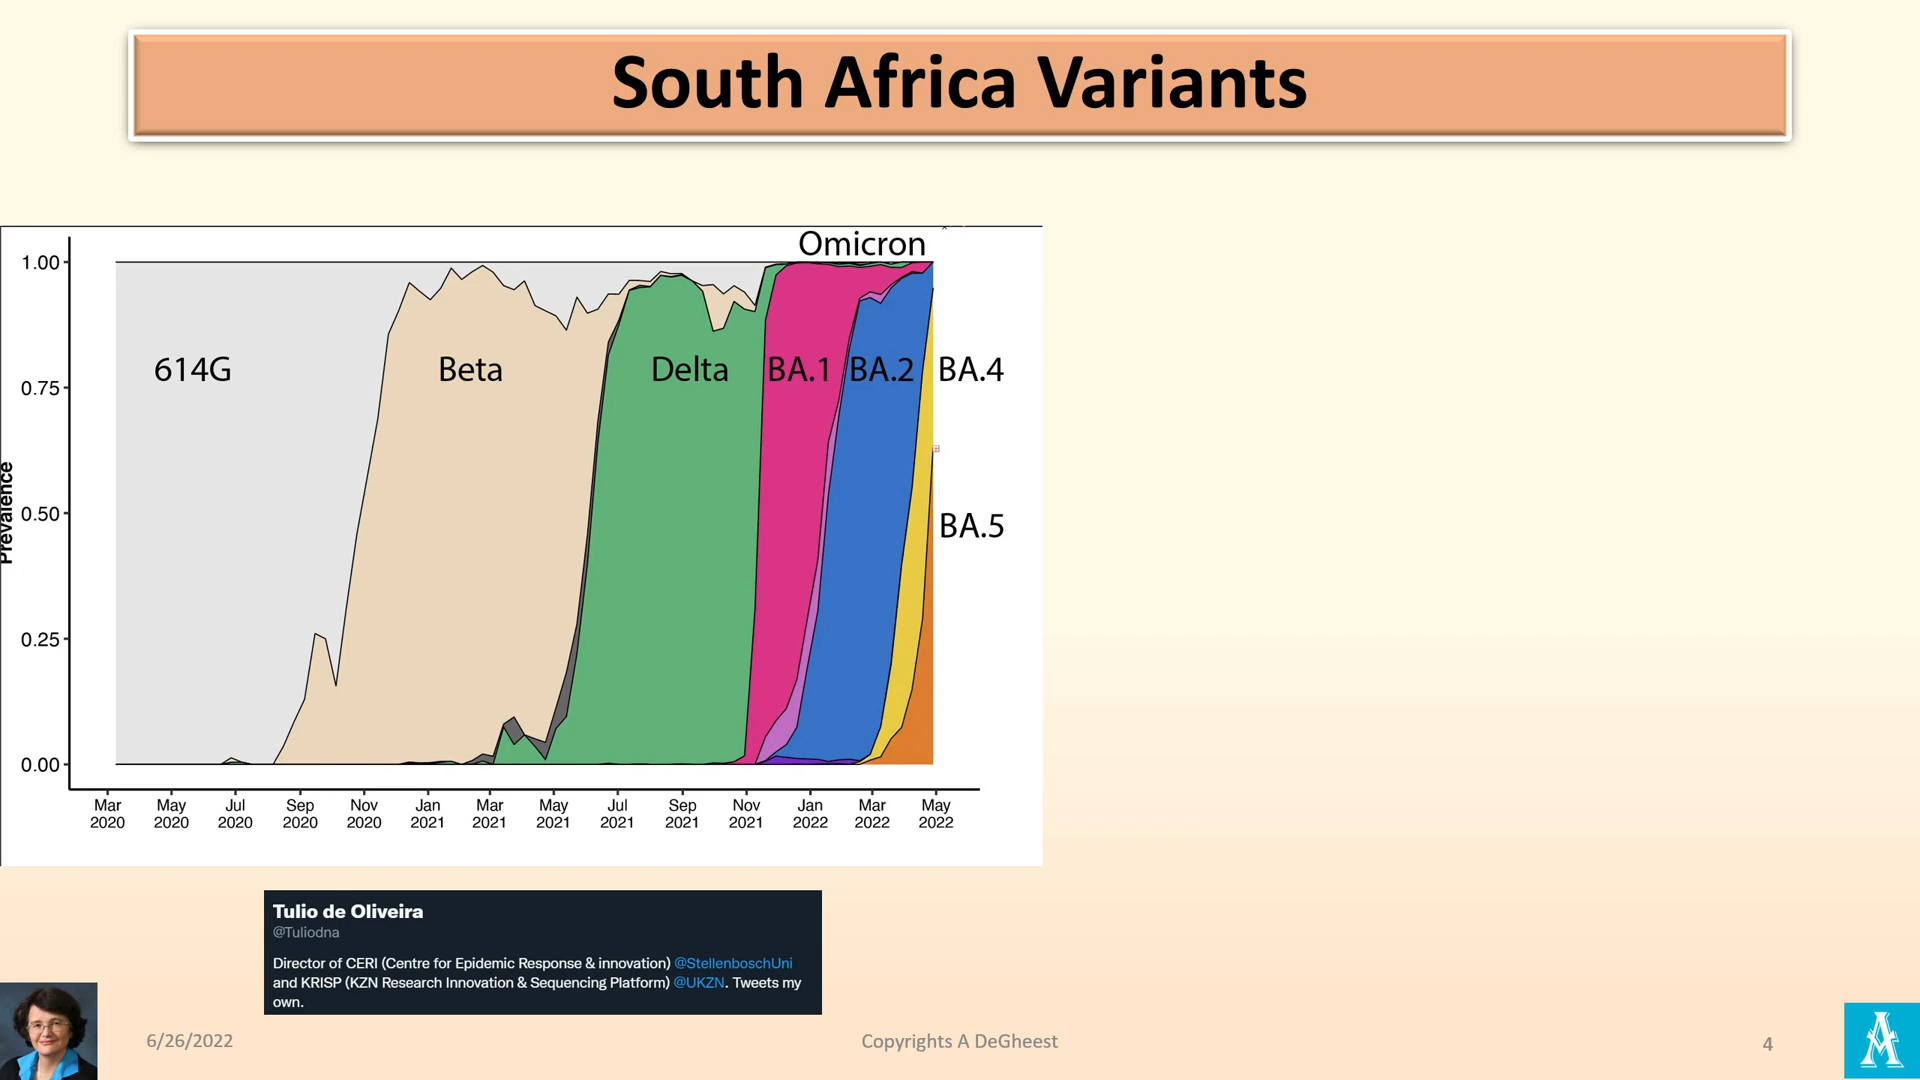 South Africa Variants
Omicron
1.00
614G
Beta
Delta
BA.1
BA.2
BA.4
0.75
Prevalence
0.50
BA.5
0.25
0.00
Mar May Jul Sep Nov Jan Mar May Jul Sep Nov Jan Mar May
2020 2020 2020 2020 2020 2021 2021 2021 2021 2021 2021 2022 2022 2022
Tulio de Oliveira
@Tuliodna
Director of CERI (Centre for Epidemic Response & innovation) @StellenboschUni
and KRISP (KZN Research Innovation & Sequencing Platform) @UKZN. Tweets my
own.
6/26/2022
Copyrights A DeGheest
4
A